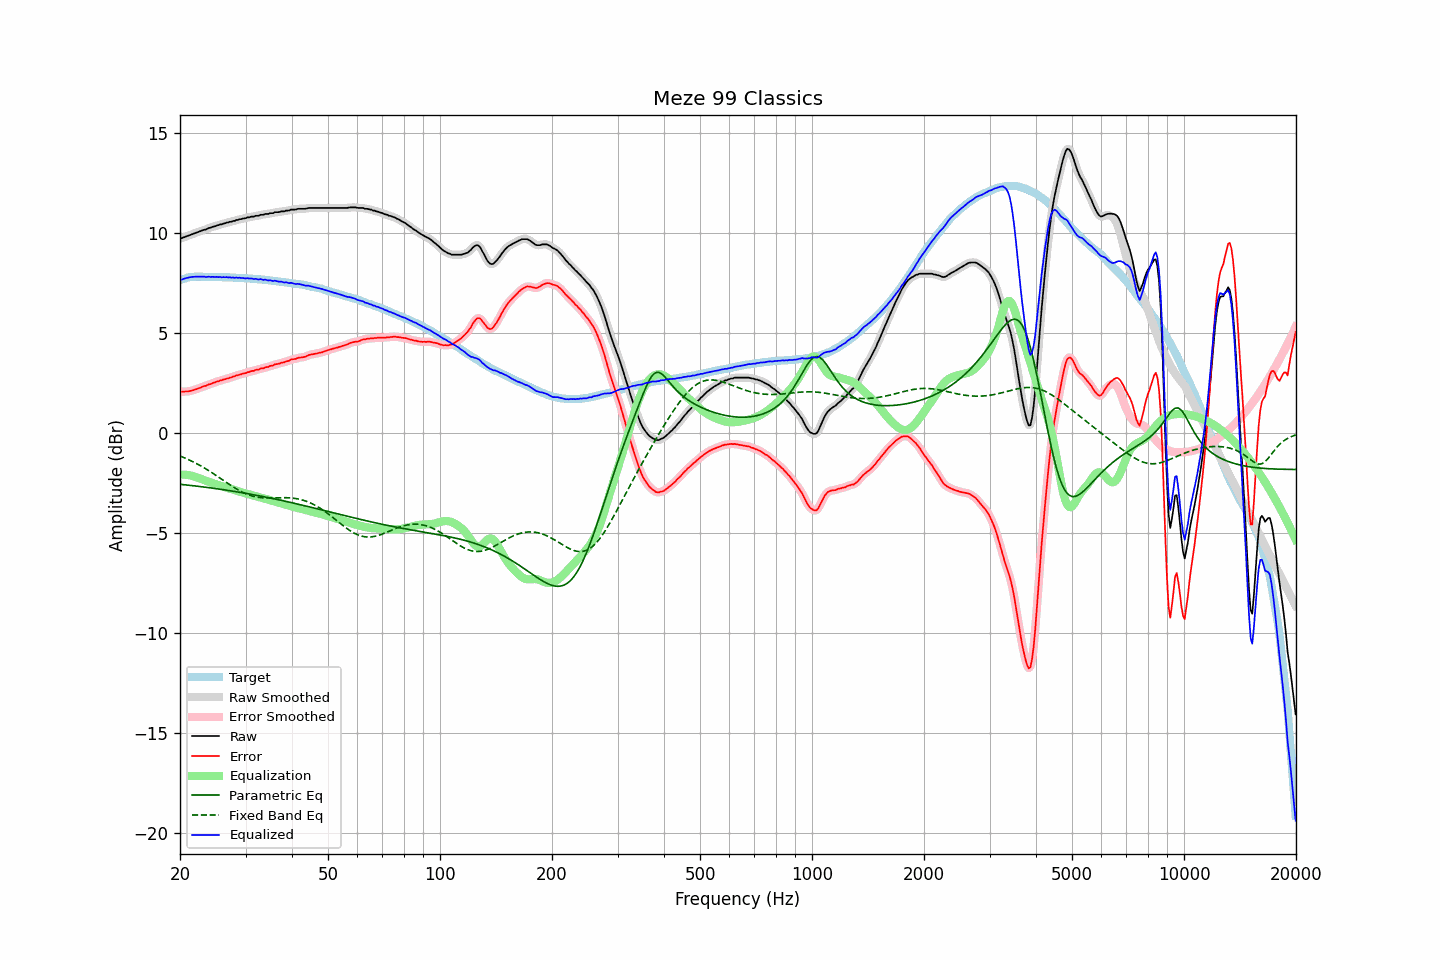 Meze 99 Classics
Amplitude (dBr)
15
10
5
0
−5
−10
−15
−20
Target
Raw Smoothed
Error Smoothed
Raw
Error
Equalization
Parametric Eq
Fixed Band Eq
Equalized
20
50
100
200
500
1000
2000
5000
10000
20000
Frequency (Hz)